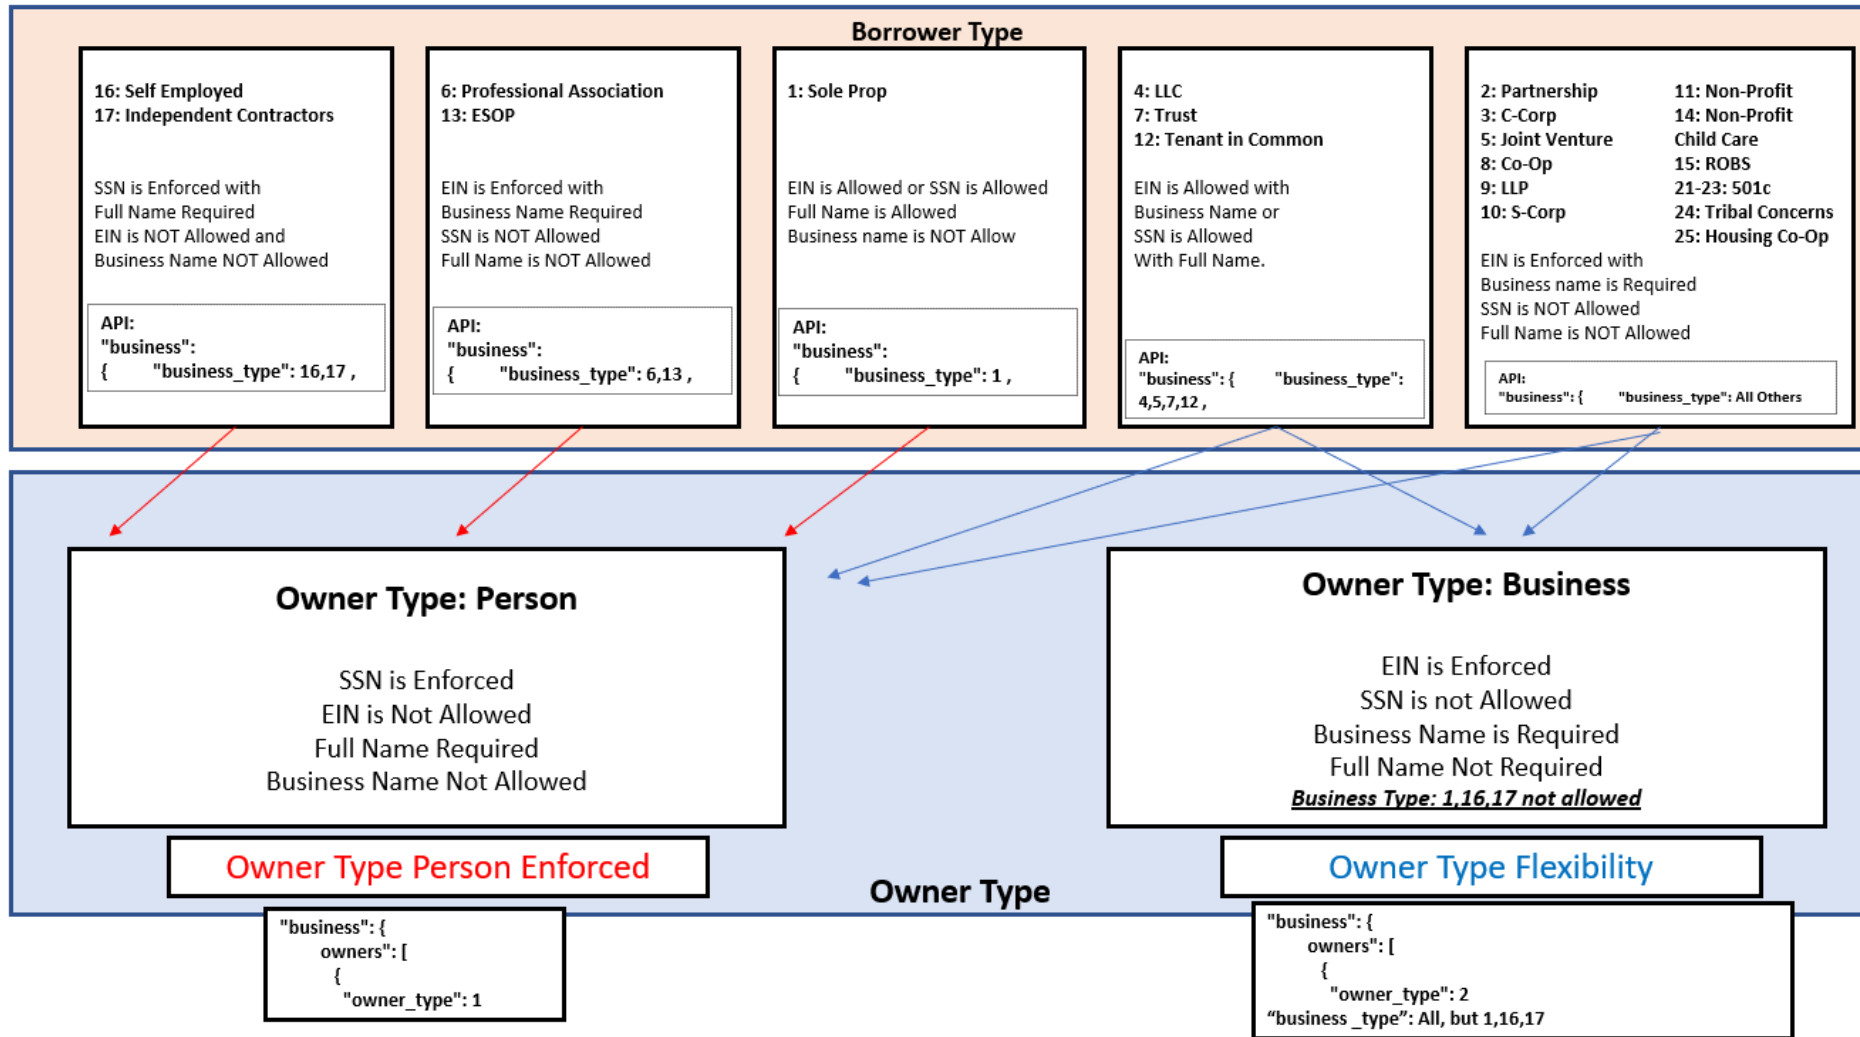 Borrower Type
16: Self Employed
17: Independent Contractors
SSN is Enforced with
Full Name Required
EIN is NOT Allowed and
Business Name NOT Allowed
API:
"business":
{ "business_type": 16,17 ,
6: Professional Association
13: ESOP
EIN is Enforced with
Business Name Required
SSN is NOT Allowed
Full Name is NOT Allowed
API:
"business":
{ "business_type": 6,13 ,
1: Sole Prop
EIN is Allowed or SSN is Allowed
Full Name is Allowed
Business name is NOT Allow
API:
"business":
{ "business_type": 1 ,
4: LLC
7: Trust
12: Tenant in Common
EIN is Allowed with
Business Name or
SSN is Allowed
With Full Name.
API:
"business": { "business_type":
4,5,7,12 ,
2: Partnership
3: C-Corp
5: Joint Venture
8: Co-Op
9: LLP
10: S-Corp
11: Non-Profit
14: Non-Profit
Child Care
15: ROBS
21-23: 501c
24: Tribal Concerns
25: Housing Co-Op
EIN is Enforced with
Business name is Required
SSN is NOT Allowed
Full Name is NOT Allowed
API:
"business": { "business_type": All Others
Owner Type: Person
SSN is Enforced
EIN is Not Allowed
Full Name Required
Business Name Not Allowed
Owner Type Person Enforced
"business": {
owners": [
{
"owner_type": 1
Owner Type
Owner Type: Business
EIN is Enforced
SSN is not Allowed
Business Name is Required
Full Name Not Required
Business Type: 1,16,17 not allowed
Owner Type Flexibility
"business": {
owners": [
{
"owner_type": 2
“business _type”: All, but 1,16,17